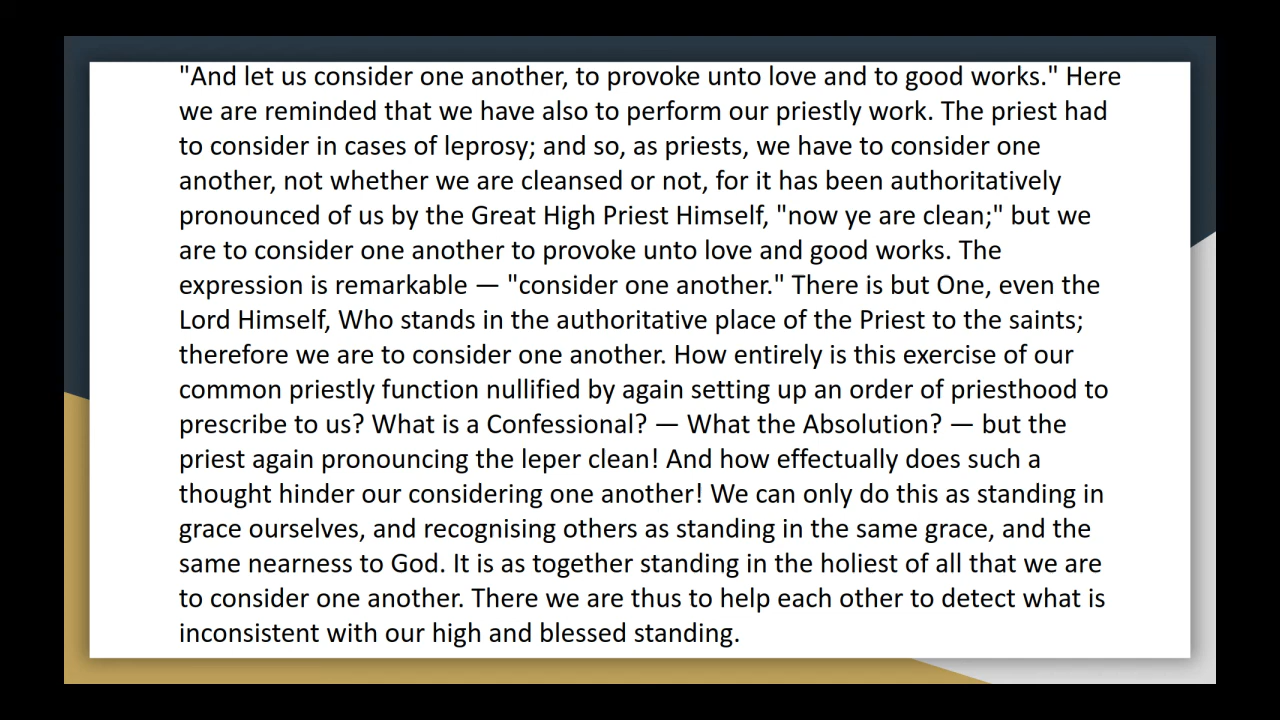 "And let us consider one another, to provoke unto love and to good works." Here
we are reminded that we have also to perform our priestly work. The priest had
to consider in cases of leprosy; and so, as priests, we have to consider one
another, not whether we are cleansed or not, for it has been authoritatively
pronounced of us by the Great High Priest Himself, "now ye are clean;" but we
are to consider one another to provoke unto love and good works. The
expression is remarkable — "consider one another." There is but One, even the
Lord Himself, Who stands in the authoritative place of the Priest to the saints;
therefore we are to consider one another. How entirely is this exercise of our
common priestly function nullified by again setting up an order of priesthood to
prescribe to us? What is a Confessional? — What the Absolution? — but the
priest again pronouncing the leper clean! And how effectually does such a
thought hinder our considering one another! We can only do this as standing in
grace ourselves, and recognising others as standing in the same grace, and the
same nearness to God. It is as together standing in the holiest of all that we are
to consider one another. There we are thus to help each other to detect what is
inconsistent with our high and blessed standing.